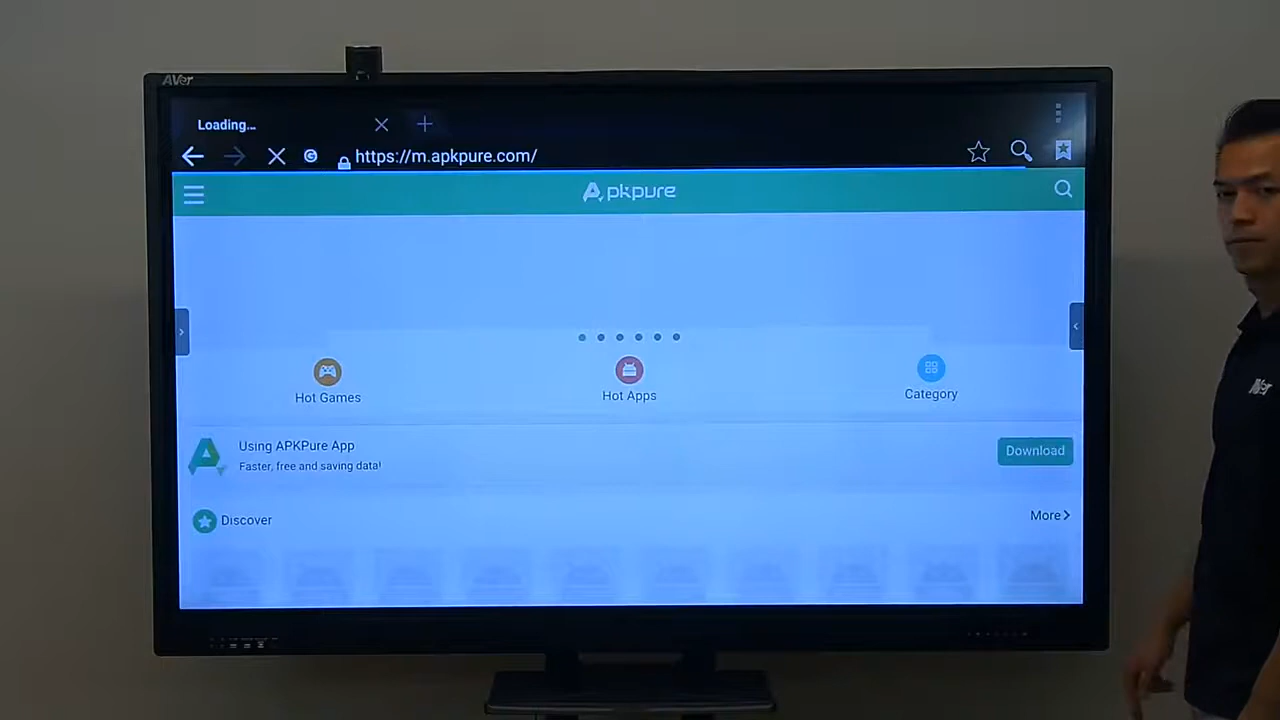 AVer
Loading...
https://m.apkpure.com/
Apkpure
Hot Games
Hot Apps
Category
Using APKPure App
Faster, free and saving data!
Download
Discover
More
AVer